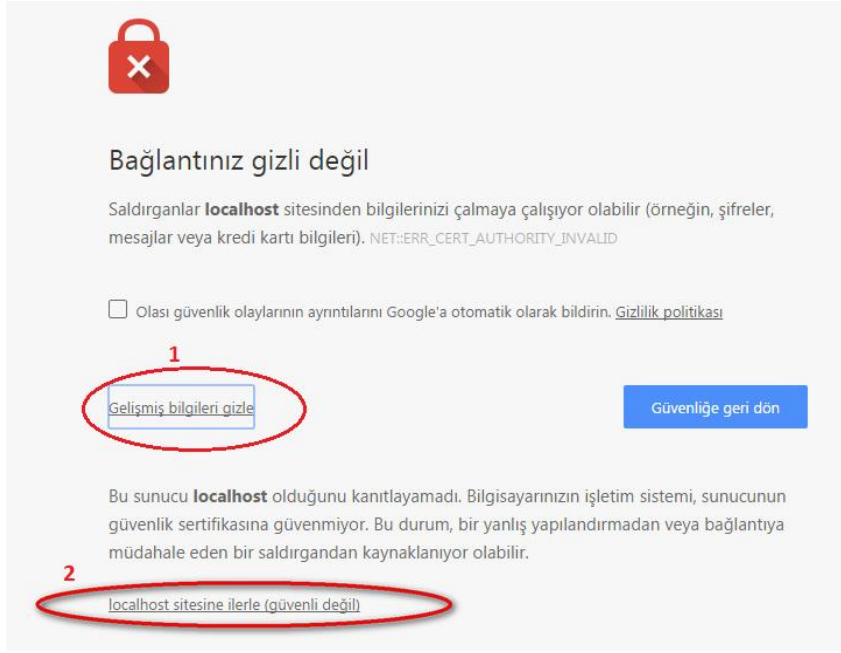 Bağlantınız gizli değil
Saldırganlar localhost sitesinden bilgilerinizi çalmaya çalışıyor olabilir (örneğin, şifreler,
mesajlar veya kredi kartı bilgileri). NET::ERR_CERT_AUTHORITY_INVALID
Olası güvenlik olaylarının ayrıntılarını Google'a otomatik olarak bildirin. Gizlilik politikası
1
Gelişmiş bilgileri gizle
Güvenliğe geri dön
Bu sunucu localhost olduğunu kanıtlayamadı. Bilgisayarınızın işletim sistemi, sunucunun
güvenlik sertifikasına güvenmiyor. Bu durum, bir yanlış yapılandırmadan veya bağlantıya
müdahale eden bir saldırgandan kaynaklanıyor olabilir.
2
localhost sitesine ilerle (güvenli değil)